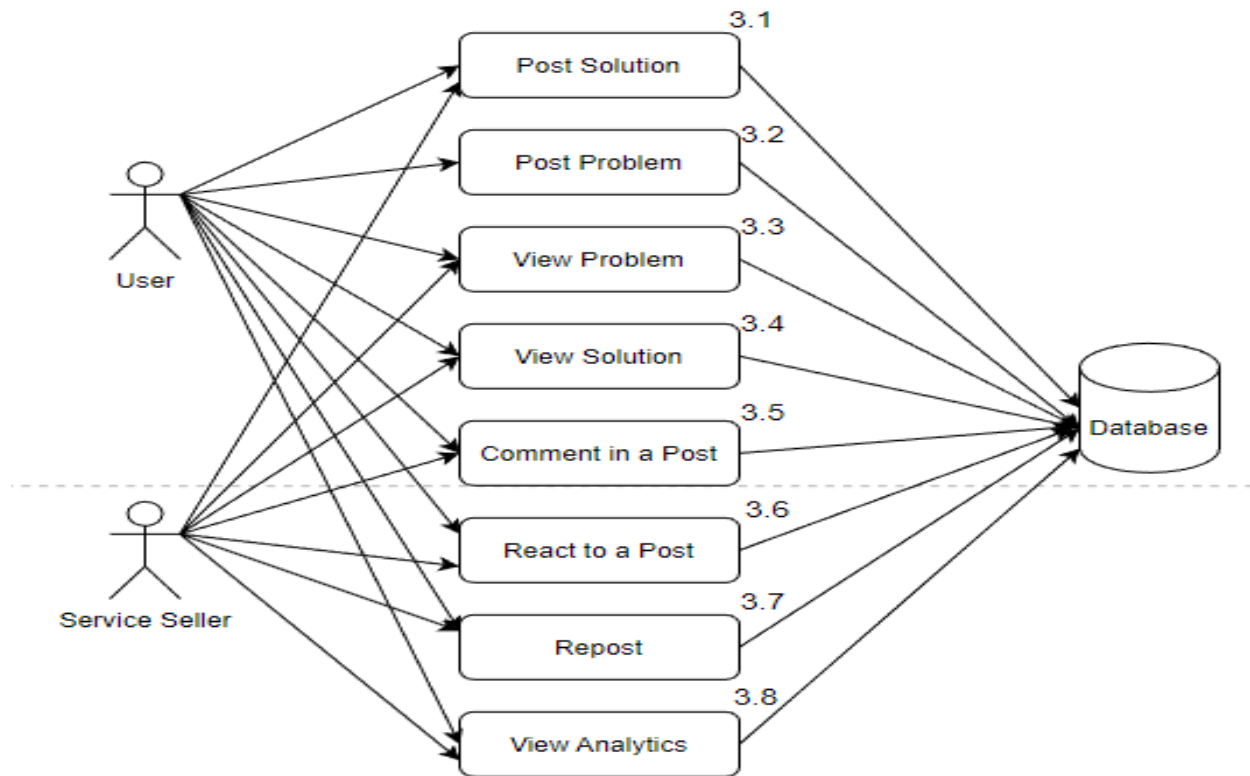 3.1
Post Solution
3.2
Post Problem
3.3
View Problem
User
3.4
View Solution
3.5
Comment in a Post
Database
3.6
React to a Post
Service Seller
3.7
Repost
3.8
View Analytics